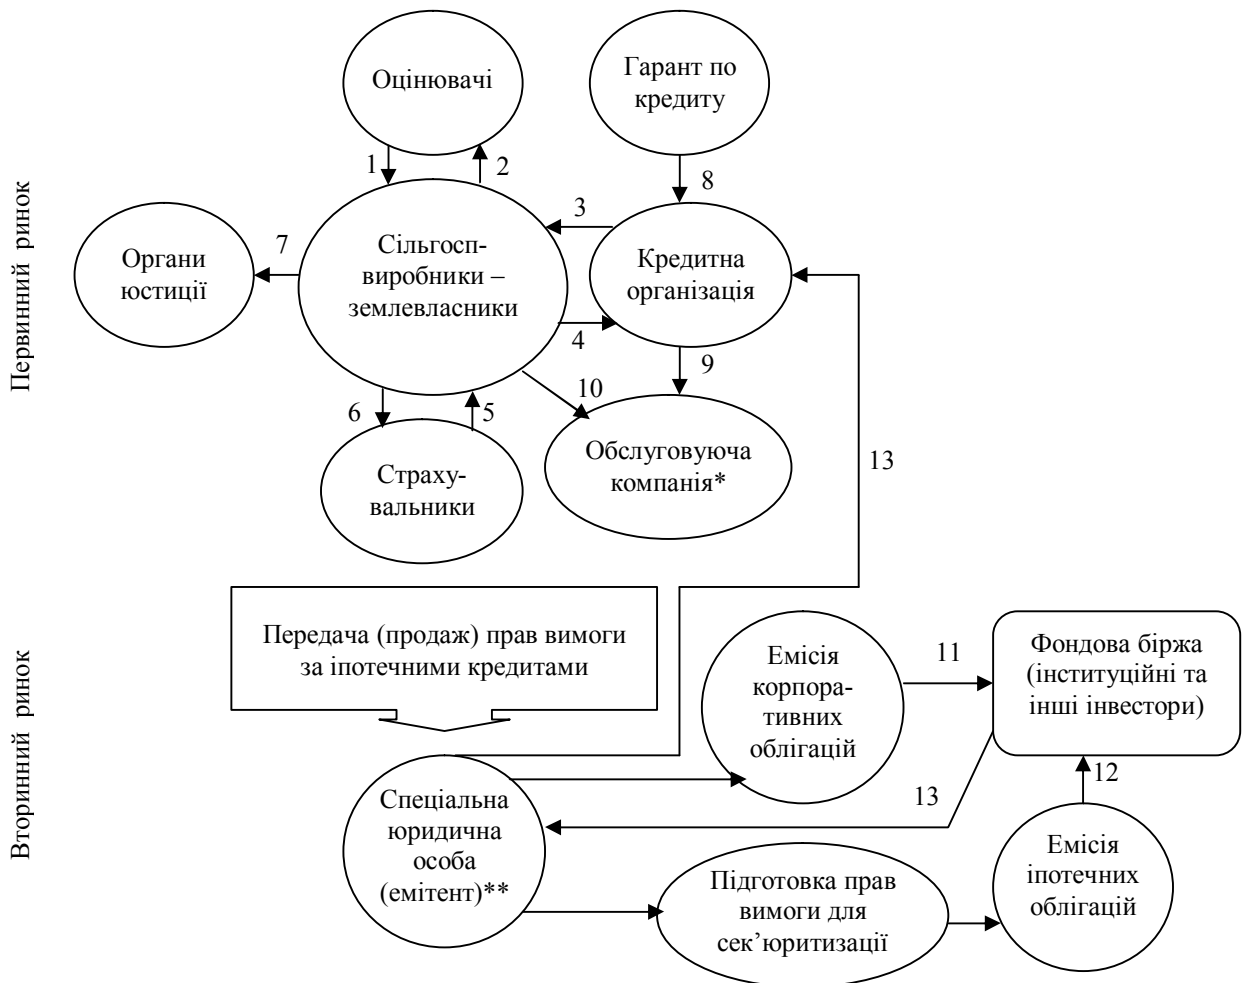 Оцінювачі
Гарант по
кредиту
1
2
8
Первинний ринок
Органи
юстиції
7
Сільгосп-
виробники –
землевласники
3
4
Кредитна
організація
6
5
10
9
Страху-
вальники
Обслуговуюча
компанія*
13
Вторинний ринок
Передача (продаж) прав вимоги
за іпотечними кредитами
Емісія
корпора-
тивних
облігацій
11
Фондова біржа
(інституційні та
інші інвестори)
13
12
Спеціальна
юридична
особа
(емітент)**
Підготовка прав
вимоги для
сек’юритизації
Емісія
іпотечних
облігацій